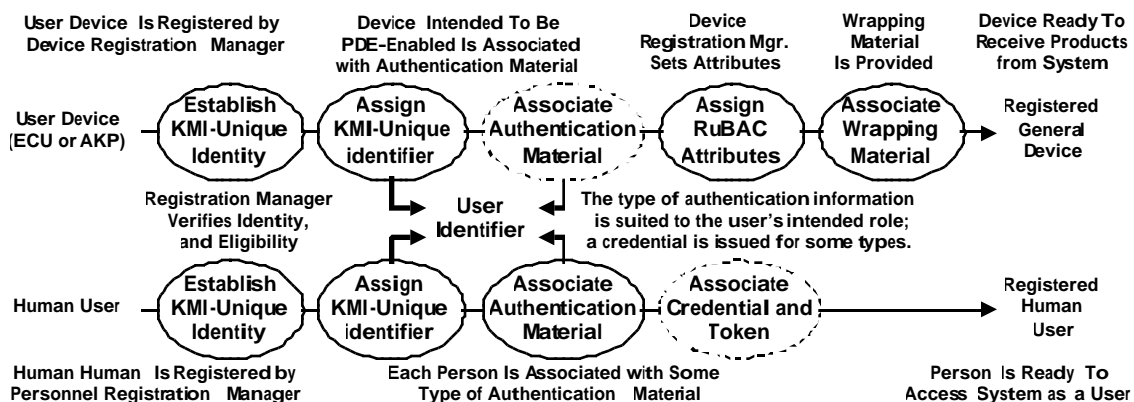 User Device Is Registered by
Device Registration Manager
Device Intended To Be
PDE-Enabled Is Associated
with Authentication Material
Device
Registration Mgr.
Sets Attributes
Wrapping
Material
Is Provided
Device Ready To
Receive Products
from System
User Device
(ECU or AKP)
Establish
KMI-Unique
Identity
Assign
KMI-Unique
identifier
Associate
Authentication
Material
Assign
RuBAC
Attributes
Associate
Wrapping
Material
Registered
General
Device
Registration Manager
Verifies Identity,
and Eligibility
User
Identifier
The type of authentication information
is suited to the user's intended role;
a credential is issued for some types.
Human User
Establish
KMI-Unique
Identity
Assign
KMI-Unique
identifier
Associate
Authentication
Material
Associate
Credential and
Token
Registered
Human
User
Human Human Is Registered by
Personnel Registration Manager
Each Person Is Associated with Some
Type of Authentication Material
Person Is Ready To
Access System as a User